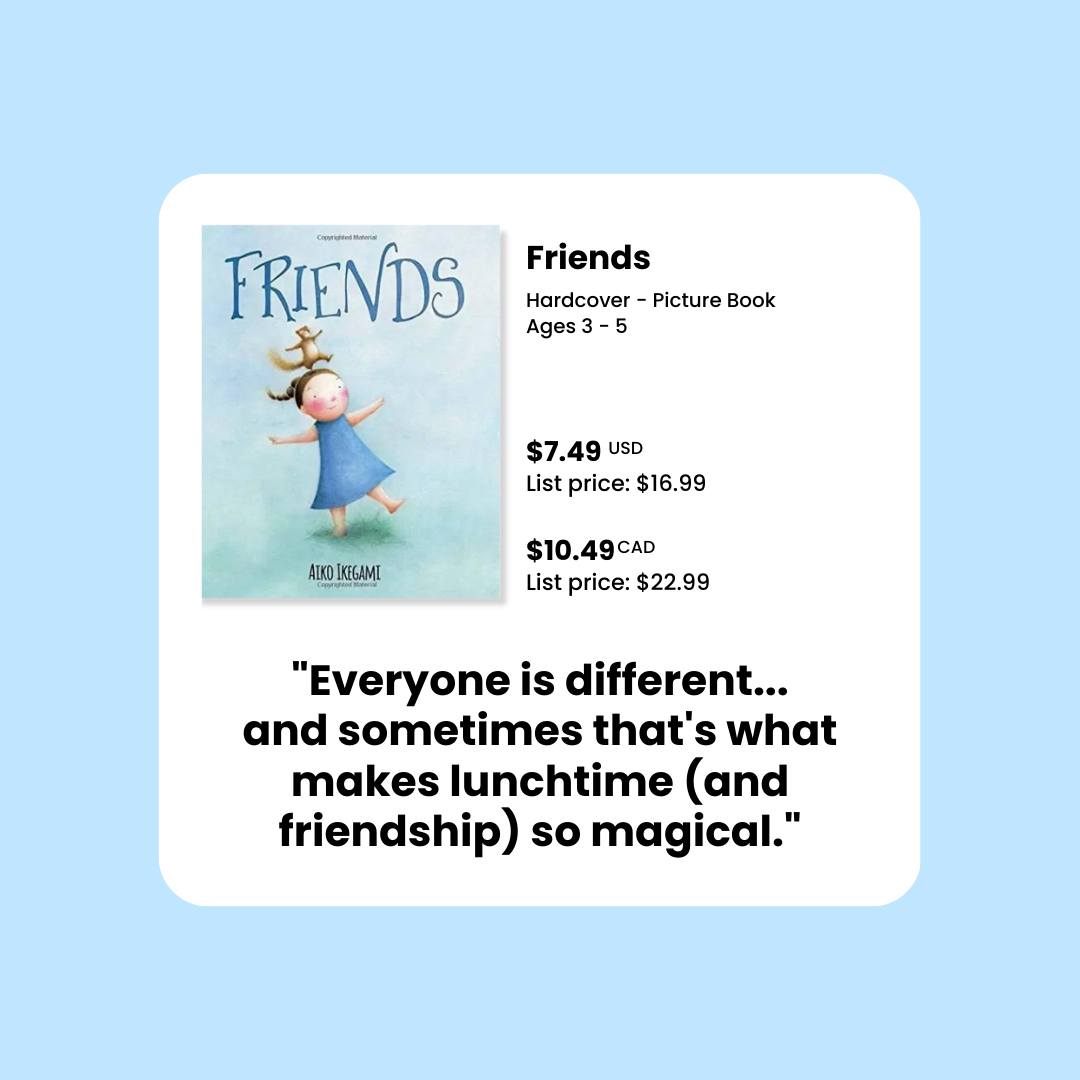 Copyrighted Material
FRIENDS
AIKO IKEGAMI
Copyrighted Material
Friends
Hardcover - Picture Book
Ages 3 - 5
$7.49 USD
List price: $16.99
$10.49 CAD
List price: $22.99
"Everyone is different...
and sometimes that's what
makes lunchtime (and
friendship) so magical."